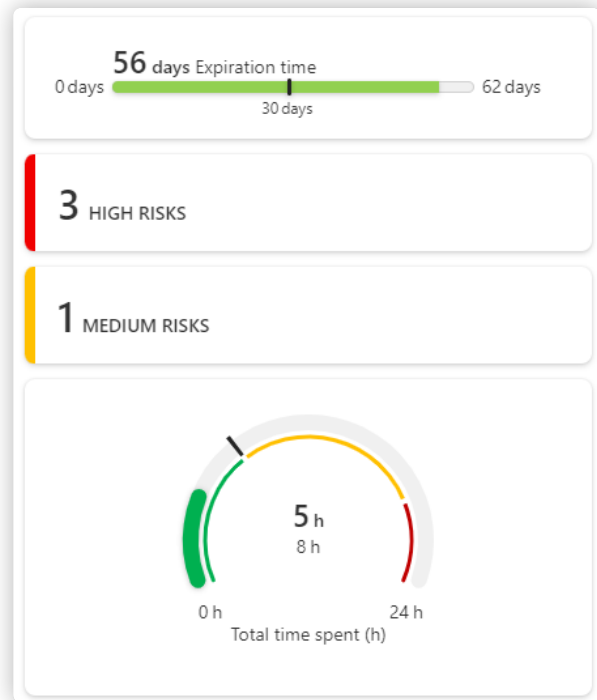 56 days Expiration time
0 days 62 days
30 days
3 HIGH RISKS
1 MEDIUM RISKS
5 h
8 h
0 h 24 h
Total time spent (h)